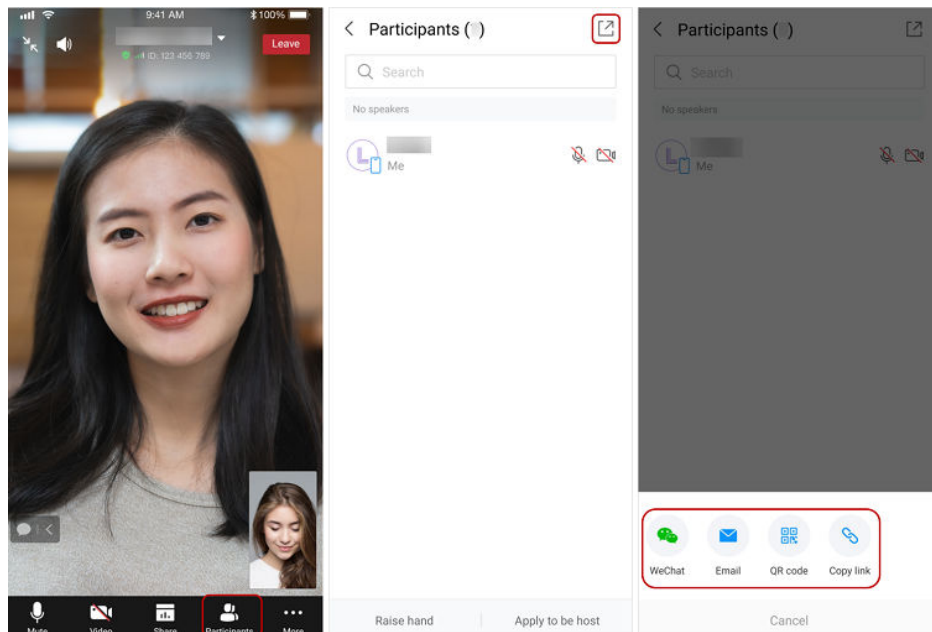 9:41 AM
100%
Leave
ID: 123 456 789
Mute
Video
Share
Participants
More
Participants ( )
Search
No speakers
L
Me
Raise hand
Apply to be host
Participants ( )
Search
No speakers
L
Me
WeChat
Email
QR code
Copy link
Cancel